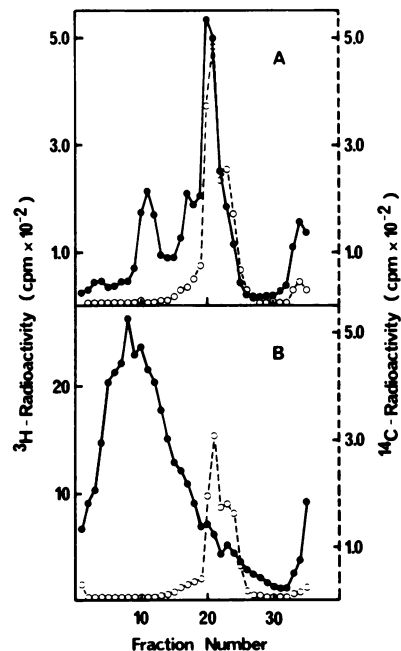 5.0
3.0
1.0
A
5.0
3.0
1.0
³H-Radioactivity (cpm × 10⁻²)
¹⁴C-Radioactivity (cpm × 10⁻²)
20
10
B
5.0
3.0
1.0
10 20 30
Fraction Number